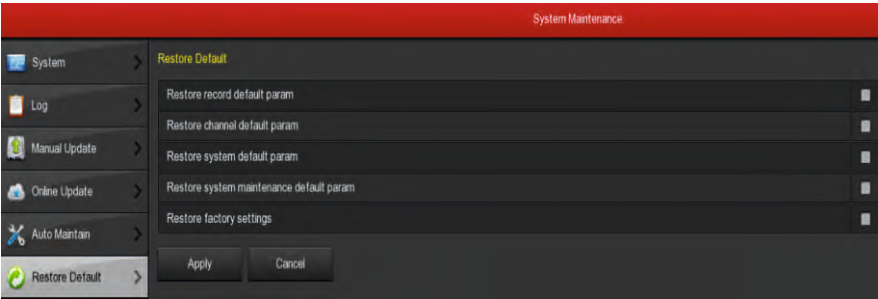 System Maintenance
System
Log
Manual Update
Online Update
Auto Maintain
Restore Default
Restore Default
Restore record default param
Restore channel default param
Restore system default param
Restore system maintenance default param
Restore factory settings
Apply Cancel